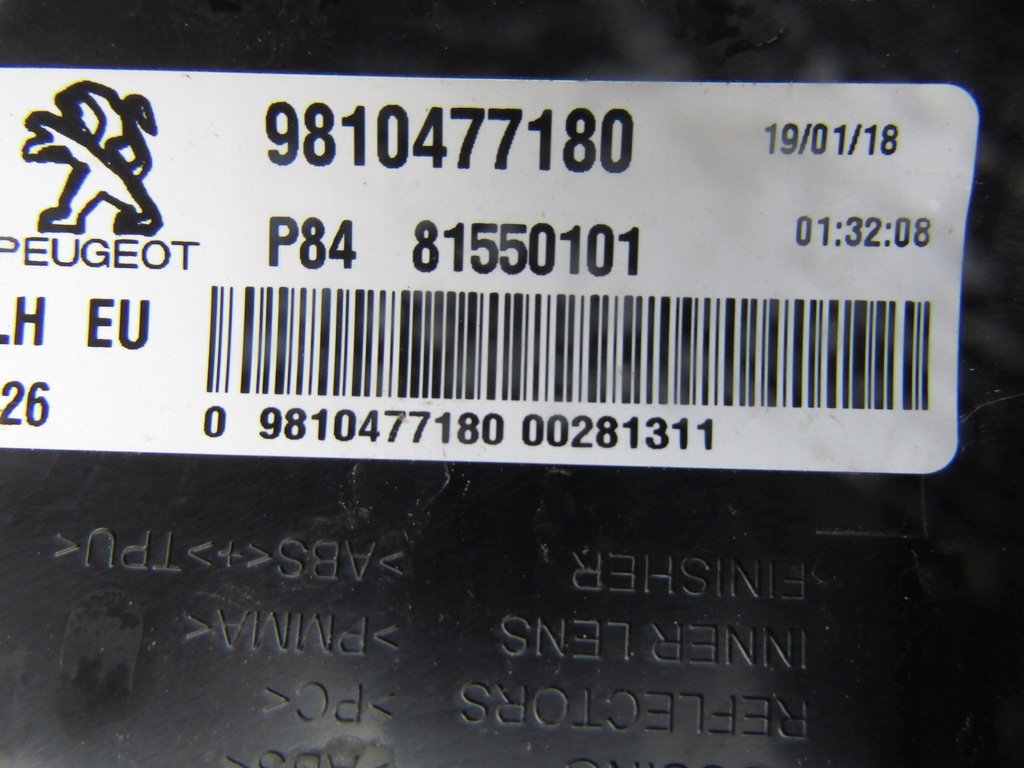 9810477180 19/01/18
PEUGEOT P84 81550101 01:32:08
LH EU
26
0 9810477180 00281311
FINISHER >ABS<+>TPU<
INNER LENS >PMMA<
REFLECTORS >PC<
>ABS<